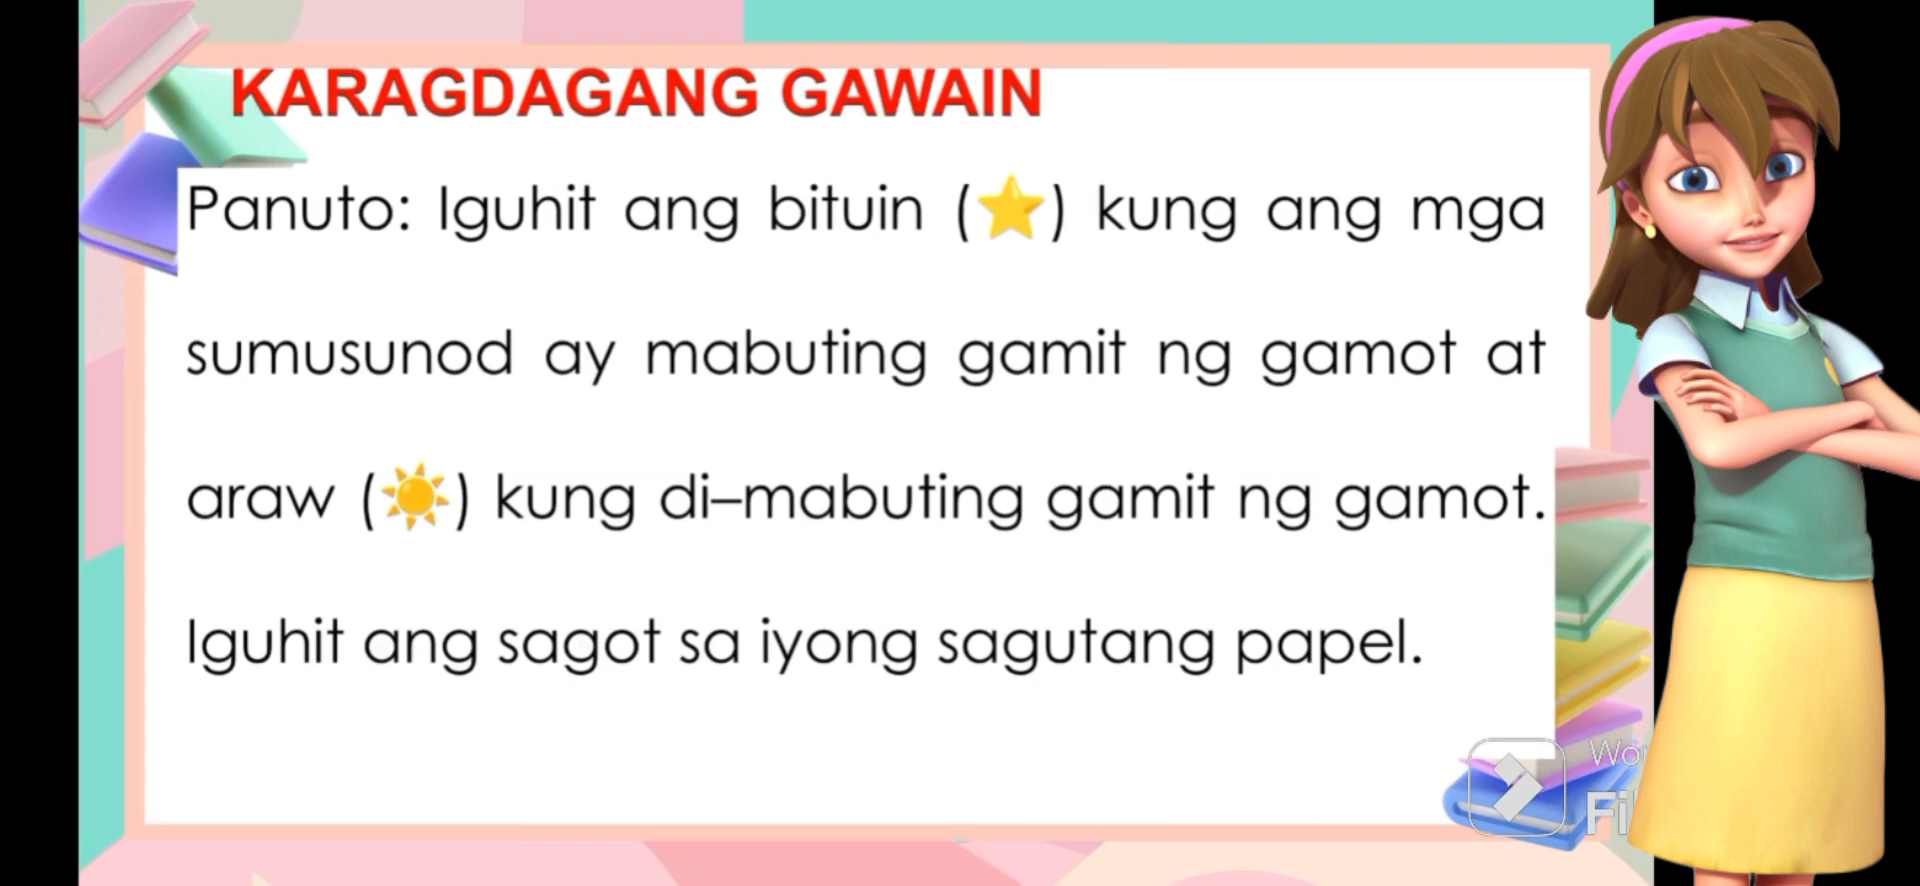 KARAGDAGANG GAWAIN
Panuto: Iguhit ang bituin (⭐) kung ang mga
sumusunod ay mabuting gamit ng gamot at
araw (☀️) kung di–mabuting gamit ng gamot.
Iguhit ang sagot sa iyong sagutang papel.